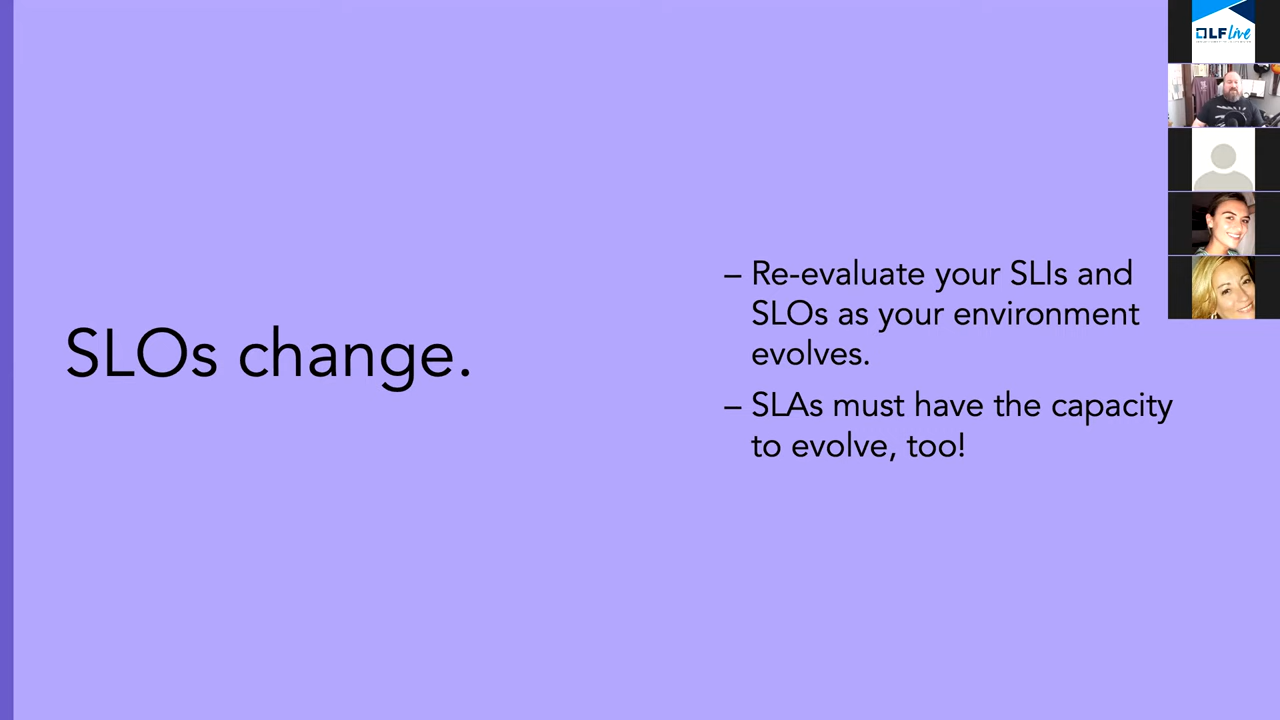 LF Live
SLOs change.
– Re-evaluate your SLIs and
SLOs as your environment
evolves.
– SLAs must have the capacity
to evolve, too!